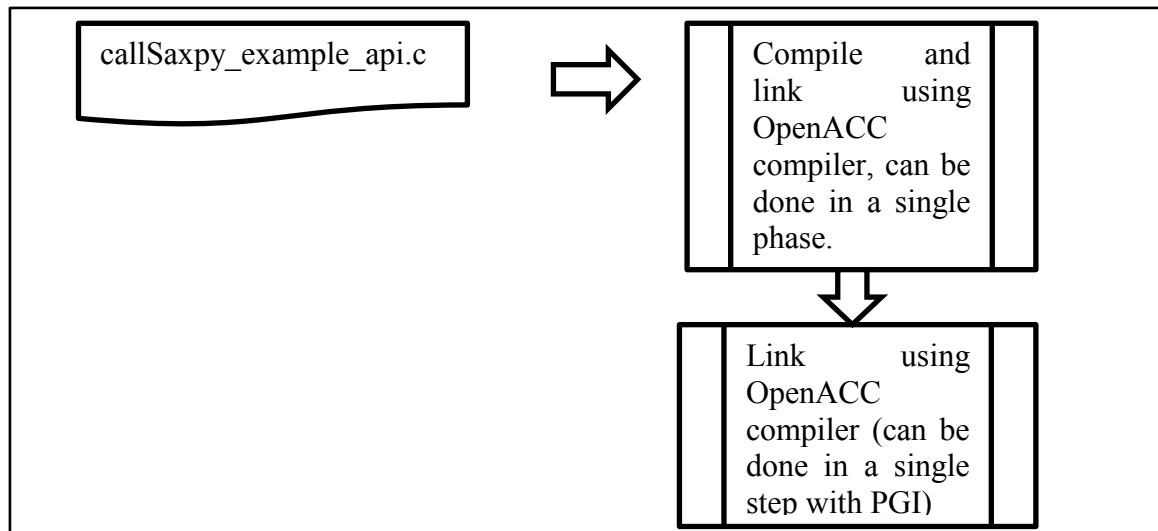 callSaxpy_example_api.c
Compile and
link using
OpenACC
compiler, can be
done in a single
phase.
Link using
OpenACC
compiler (can be
done in a single
step with PGI)